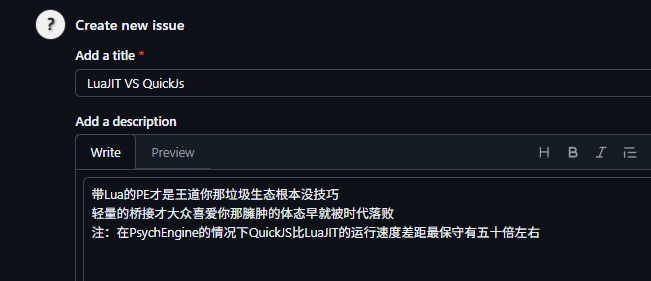 ?
Create new issue
Add a title *
LuaJIT VS QuickJs
Add a description
Write Preview H B I
带Lua的PE才是王道你那垃圾生态根本没技巧
轻量的桥接才大众喜爱你那臃肿的体态早就被时代落败
注：在PsychEngine的情况下QuickJS比LuaJIT的运行速度差距最保守有五十倍左右